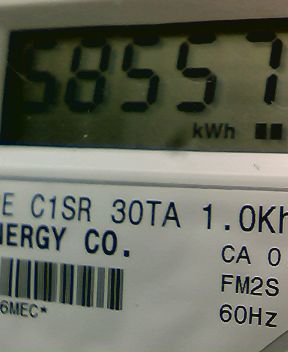 58557
kWh
E C1SR 30TA 1.0Kh
NERGY CO.
CA 0
FM2S
6MEC*
60Hz